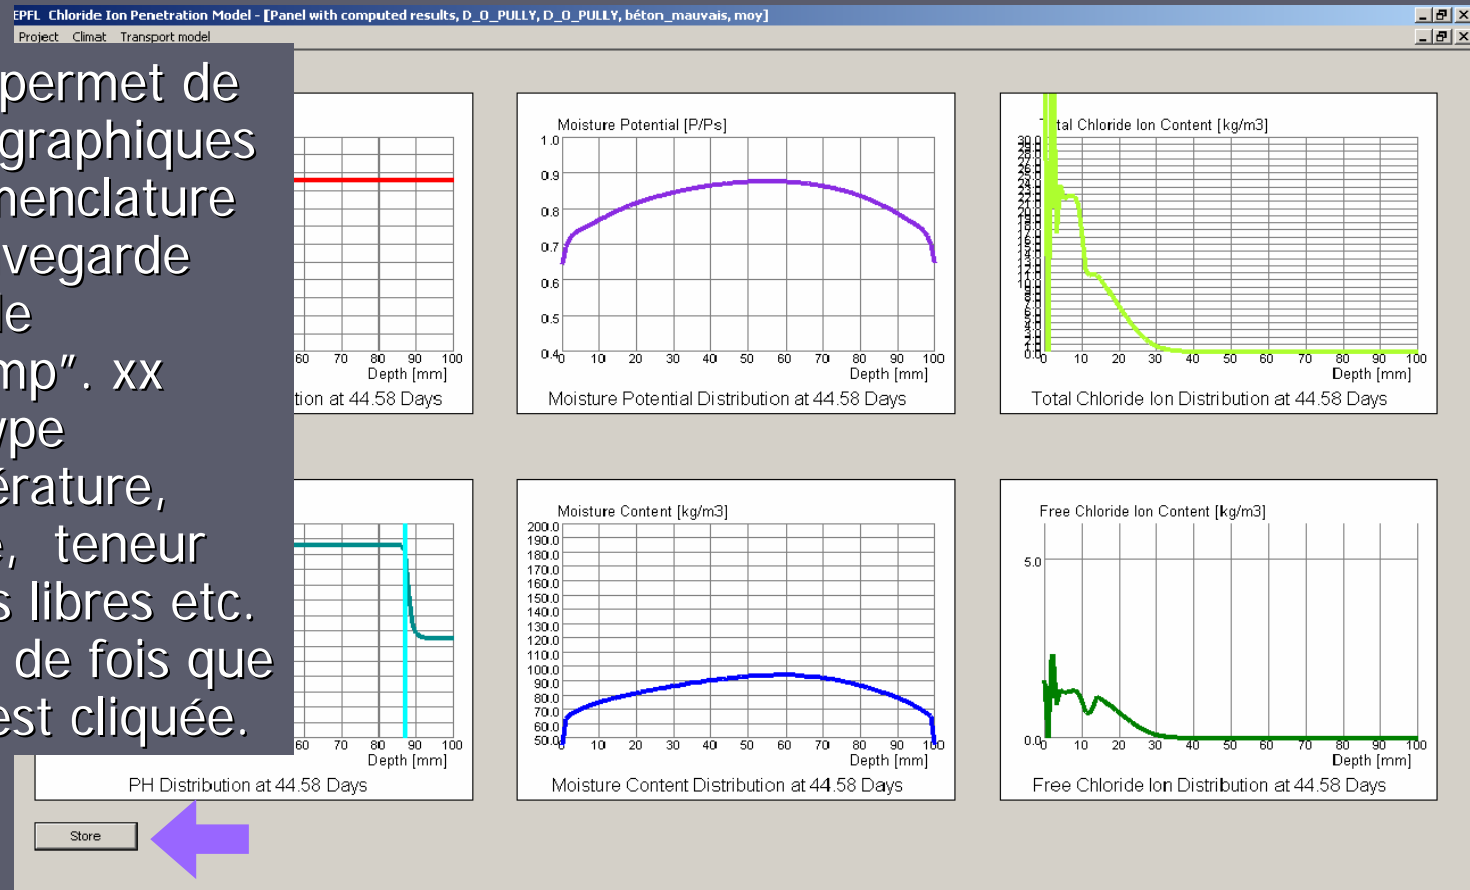 EPFL Chloride Ion Penetration Model - [Panel with computed results, D_O_PULLY, D_O_PULLY, béton_mauvais, moy]
Project Climat Transport model
permet de
graphiques
menclature
vegarde
le
mp". xx
ype
érature,
e, teneur
s libres etc.
de fois que
est cliquée.
60 70 80 90 100
Depth [mm]
tion at 44.58 Days
Moisture Potential [P/Ps]
1.0
0.9
0.8
0.7
0.6
0.5
0.4
0 10 20 30 40 50 60 70 80 90 100
Depth [mm]
Moisture Potential Distribution at 44.58 Days
tal Chloride Ion Content [kg/m3]
0 10 20 30 40 50 60 70 80 90 100
Depth [mm]
Total Chloride Ion Distribution at 44.58 Days
60 70 80 90 100
Depth [mm]
PH Distribution at 44.58 Days
Moisture Content [kg/m3]
200.0
190.0
180.0
170.0
160.0
150.0
140.0
130.0
120.0
110.0
100.0
90.0
80.0
70.0
60.0
50.0
0 10 20 30 40 50 60 70 80 90 100
Depth [mm]
Moisture Content Distribution at 44.58 Days
Free Chloride Ion Content [kg/m3]
5.0
0.0
0 10 20 30 40 50 60 70 80 90 100
Depth [mm]
Free Chloride Ion Distribution at 44.58 Days
Store